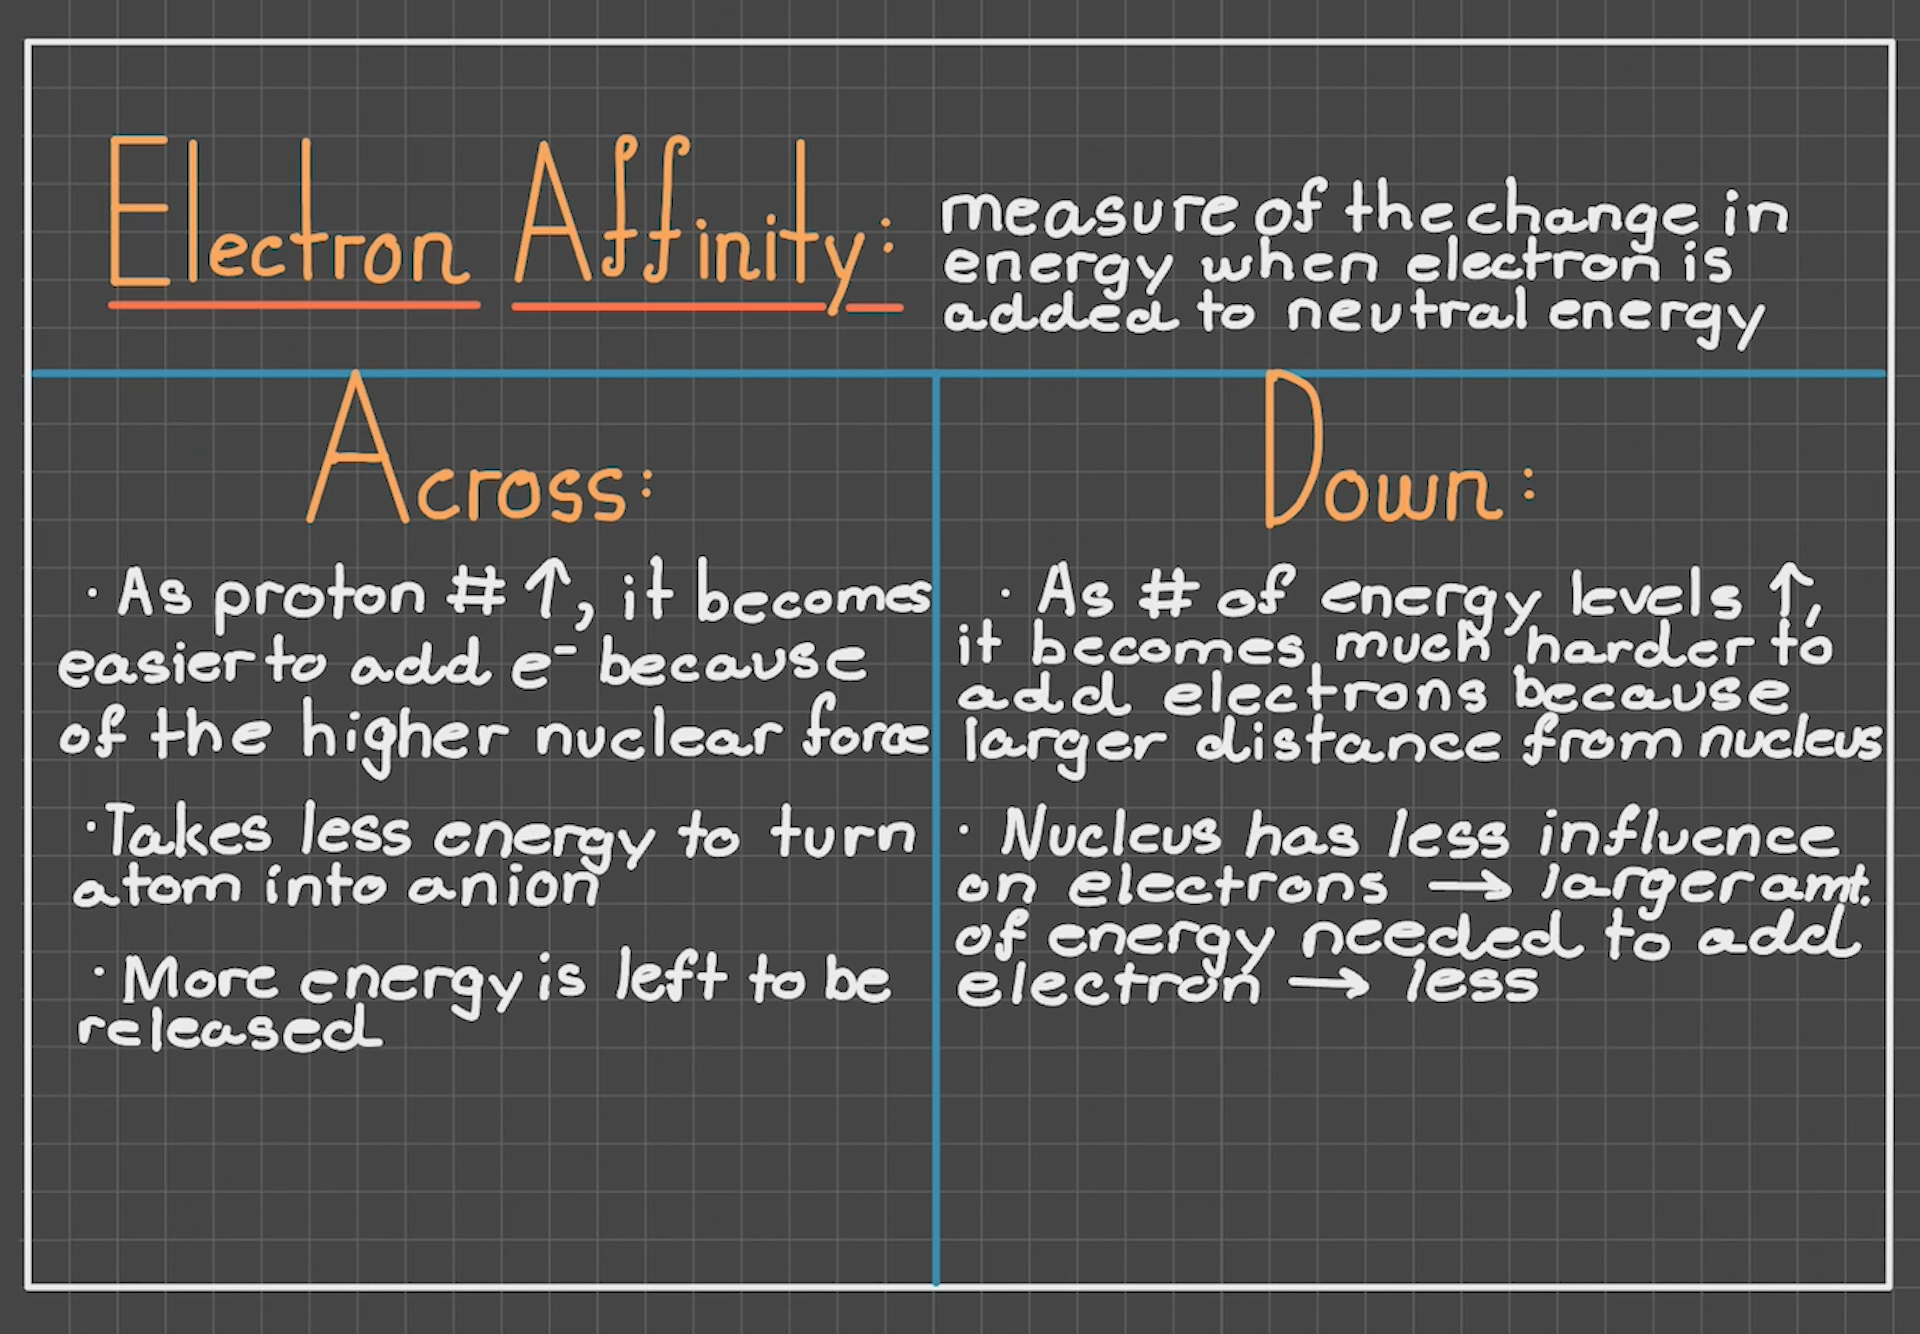 Electron Affinity:
measure of the change in
energy when electron is
added to neutral energy
Across:
· As proton # ↑, it becomes
easier to add e⁻ because
of the higher nuclear force
· Takes less energy to turn
atom into anion
· More energy is left to be
released
Down:
· As # of energy levels ↑,
it becomes much harder to
add electrons because
larger distance from nucleus
· Nucleus has less influence
on electrons → larger amt.
of energy needed to add
electron → less